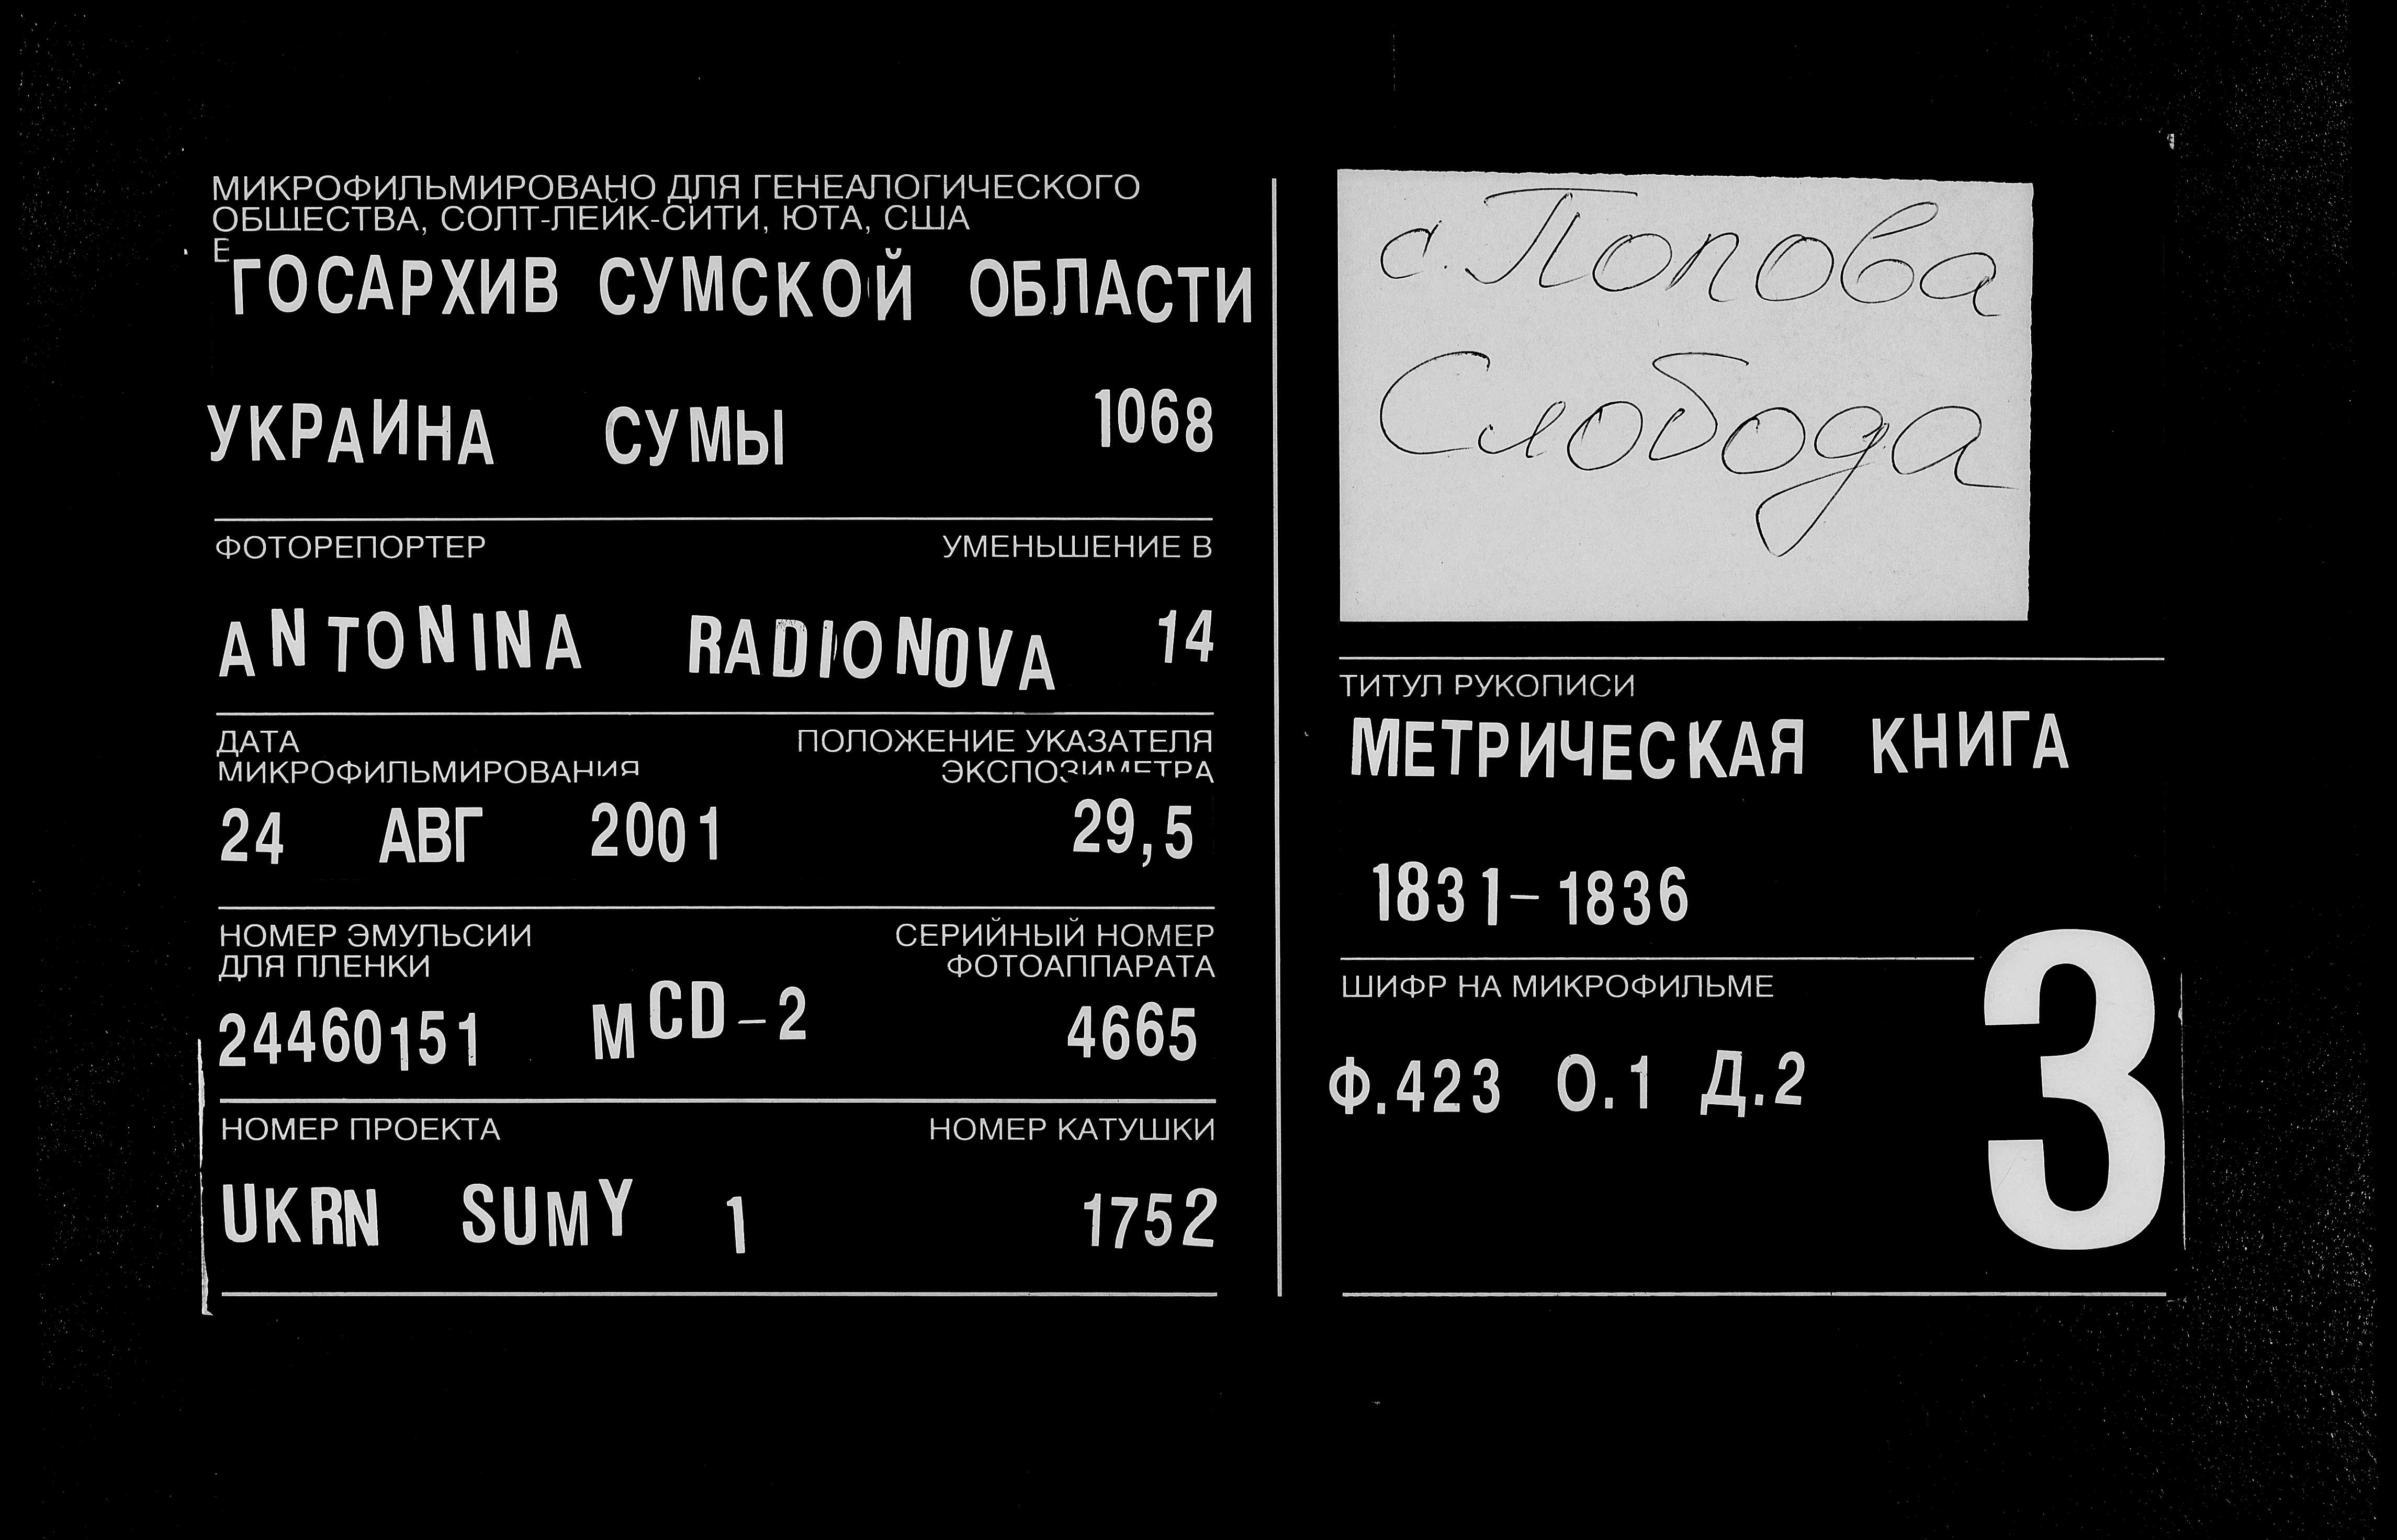 МИКРОФИЛЬМИРОВАНО ДЛЯ ГЕНЕАЛОГИЧЕСКОГО
ОБЩЕСТВА, СОЛТ-ЛЕЙК-СИТИ, ЮТА, США
Е
ГОСАРХИВ СУМСКОЙ ОБЛАСТИ
УКРАИНА СУМЫ 1068
ФОТОРЕПОРТЕР УМЕНЬШЕНИЕ В
ANTONINA RADIONOVA 14
ДАТА ПОЛОЖЕНИЕ УКАЗАТЕЛЯ
МИКРОФИЛЬМИРОВАНИЯ ЭКСПОЗИМЕТРА
24 АВГ 2001 29,5
НОМЕР ЭМУЛЬСИИ СЕРИЙНЫЙ НОМЕР
ДЛЯ ПЛЕНКИ ФОТОАППАРАТА
24460151 MCD-2 4665
НОМЕР ПРОЕКТА НОМЕР КАТУШКИ
UKRN SUMY 1 1752
с. Попова
Слобода
ТИТУЛ РУКОПИСИ
МЕТРИЧЕСКАЯ КНИГА
1831-1836
ШИФР НА МИКРОФИЛЬМЕ
Ф.423 О.1 Д.2
3